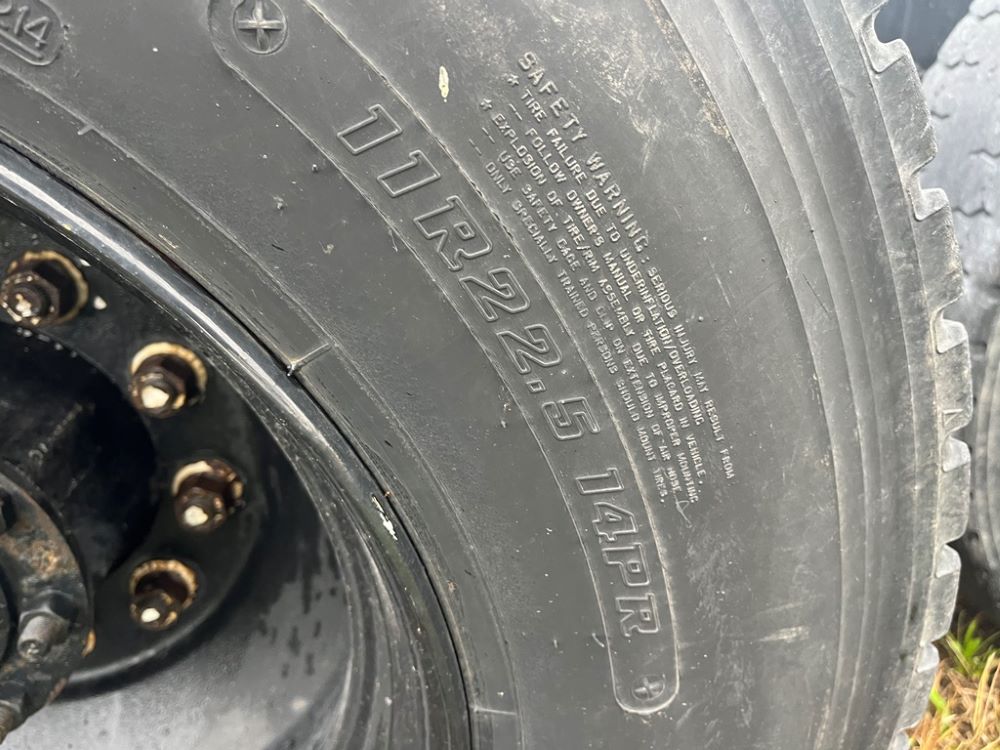 214
11R22.5 14PR
SAFETY WARNING : SERIOUS INJURY MAY RESULT FROM
* TIRE FAILURE DUE TO UNDERINFLATION/OVERLOADING
-- FOLLOW OWNER'S MANUAL OR TIRE PLACARD IN VEHICLE.
* EXPLOSION OF TIRE/RIM ASSEMBLY DUE TO IMPROPER MOUNTING
-- USE SAFETY CAGE AND CLIP ON EXTENSION OF AIR HOSE
-- ONLY SPECIALLY TRAINED PERSONS SHOULD MOUNT TIRES.